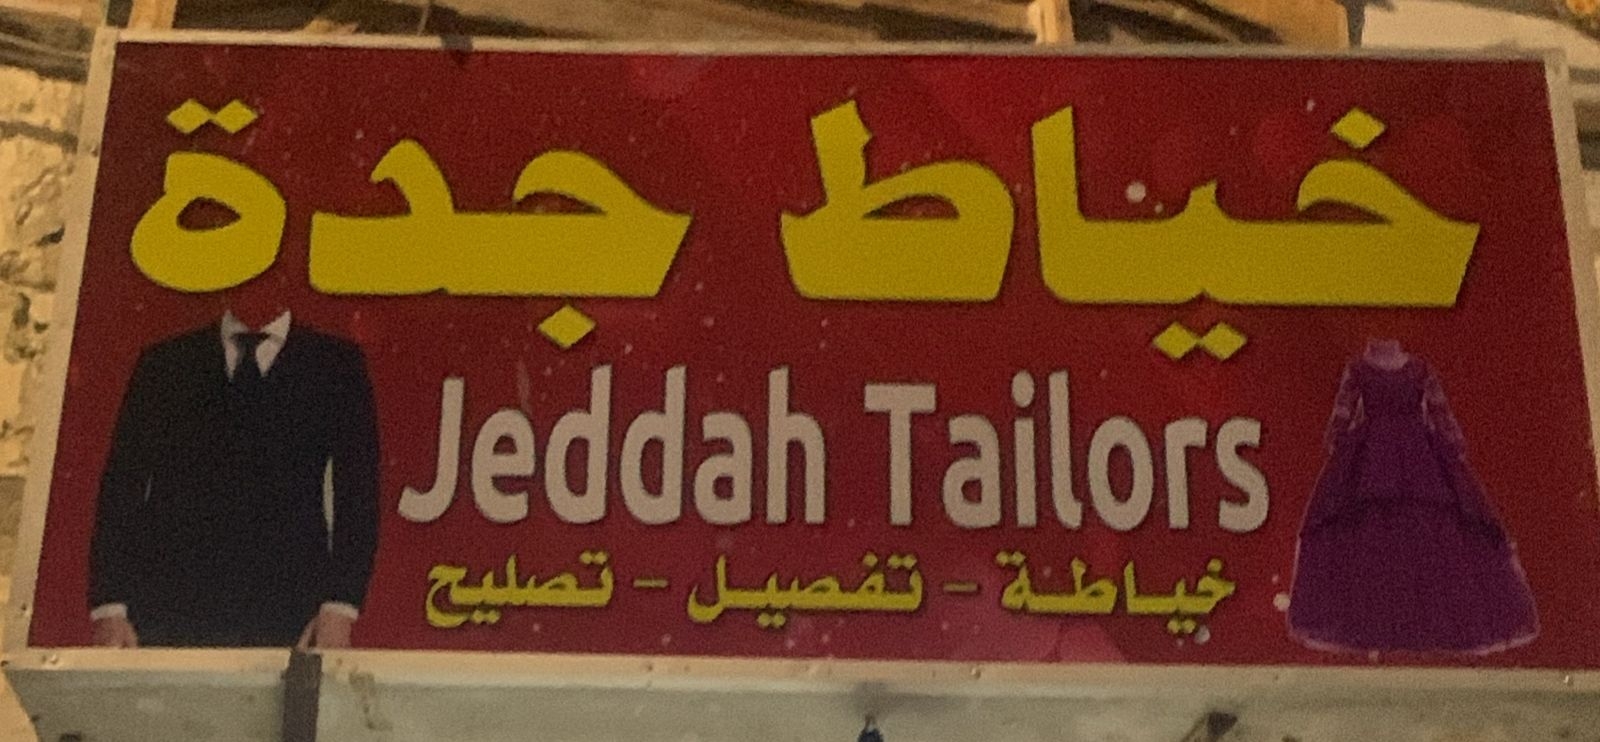 خياط جدة
Jeddah Tailors
خياطة - تفصيل - تصليح